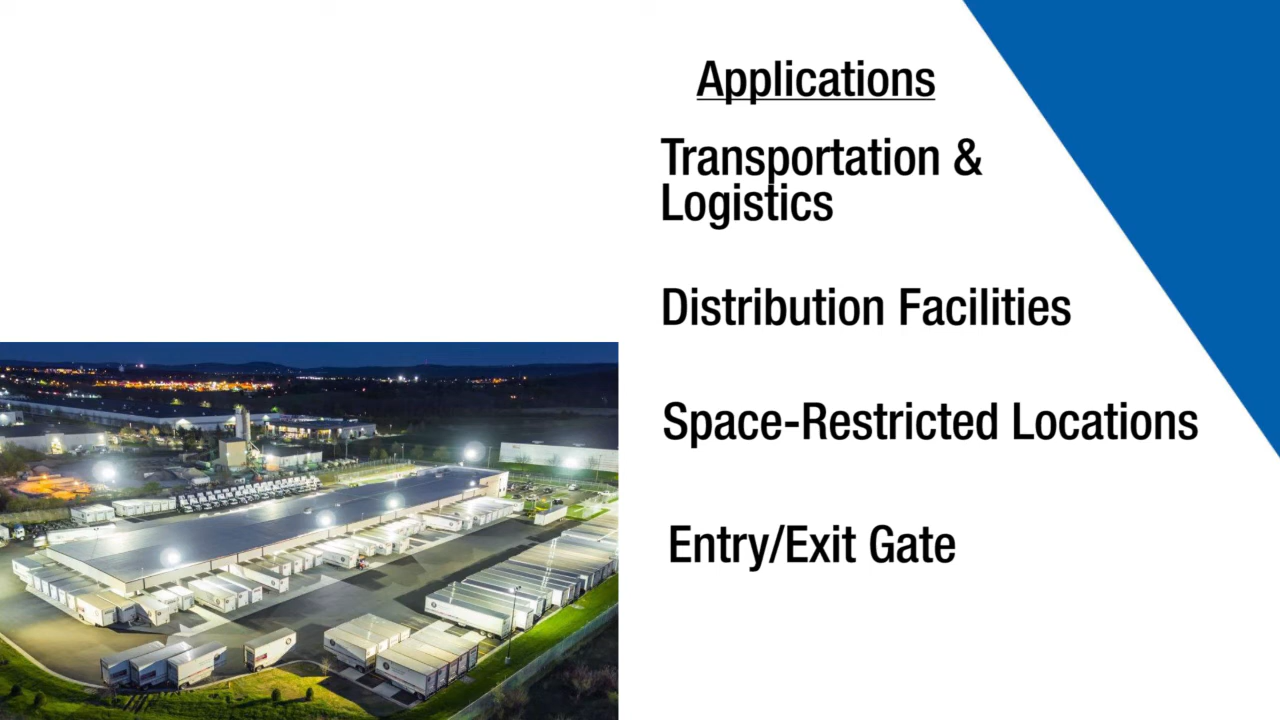 Applications
Transportation &
Logistics
Distribution Facilities
Space-Restricted Locations
Entry/Exit Gate